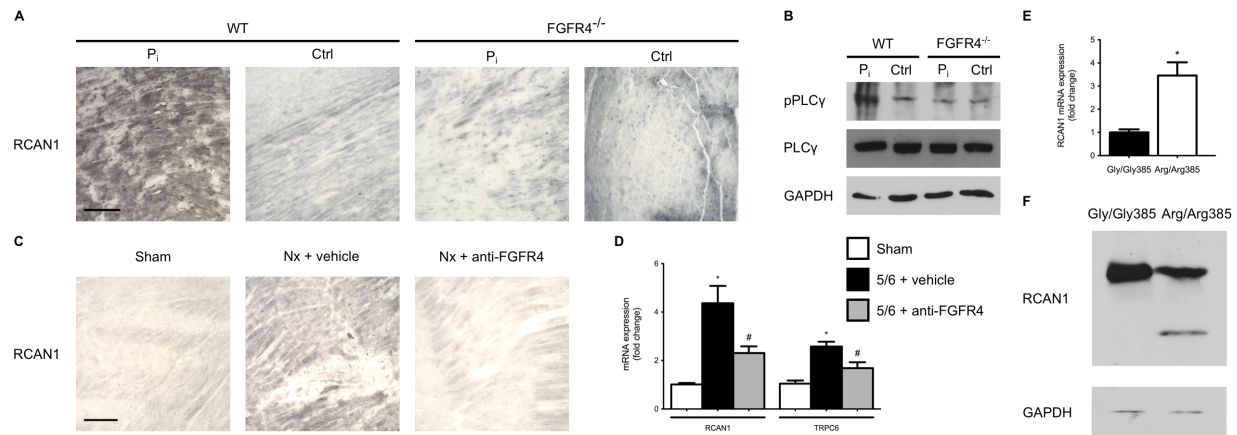 A
WT
FGFR4-/-
Pi
Ctrl
Pi
Ctrl
RCAN1
B
WT
FGFR4-/-
Pi
Ctrl
Pi
Ctrl
pPLCγ
PLCγ
GAPDH
C
Sham
Nx + vehicle
Nx + anti-FGFR4
RCAN1
D
mRNA expression
(fold change)
6
4
2
0
*
#
*
#
RCAN1
TRPC6
Sham
5/6 + vehicle
5/6 + anti-FGFR4
E
RCAN1 mRNA expression
(fold change)
5
4
3
2
1
0
*
Gly/Gly385
Arg/Arg385
F
Gly/Gly385
Arg/Arg385
RCAN1
GAPDH